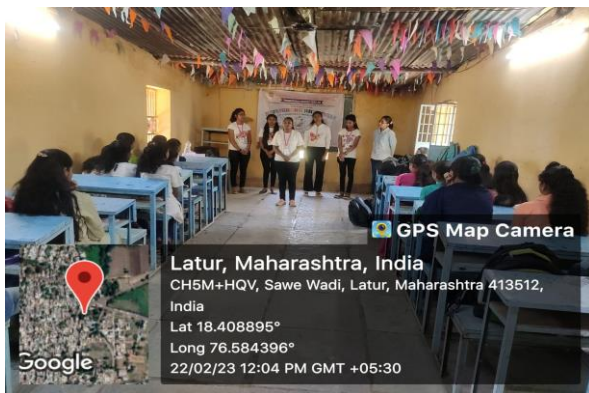 GPS Map Camera
Latur, Maharashtra, India
CH5M+HQV, Sawe Wadi, Latur, Maharashtra 413512,
India
Lat 18.408895°
Long 76.584396°
22/02/23 12:04 PM GMT +05:30
Google